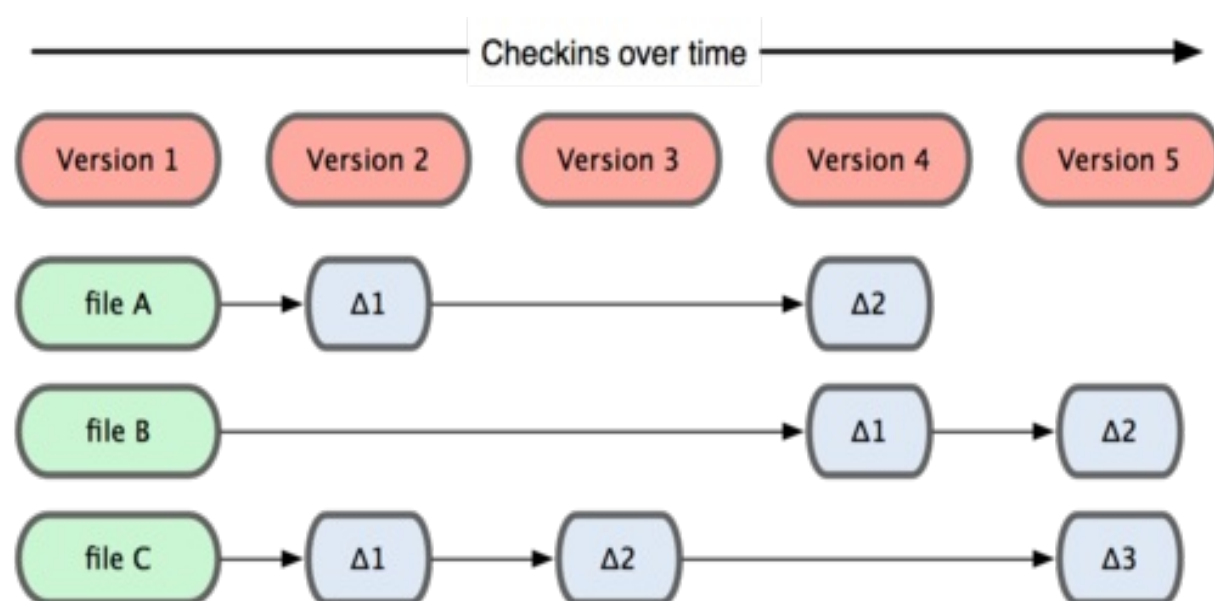 Checkins over time
Version 1 Version 2 Version 3 Version 4 Version 5
file A Δ1 Δ2
file B Δ1 Δ2
file C Δ1 Δ2 Δ3